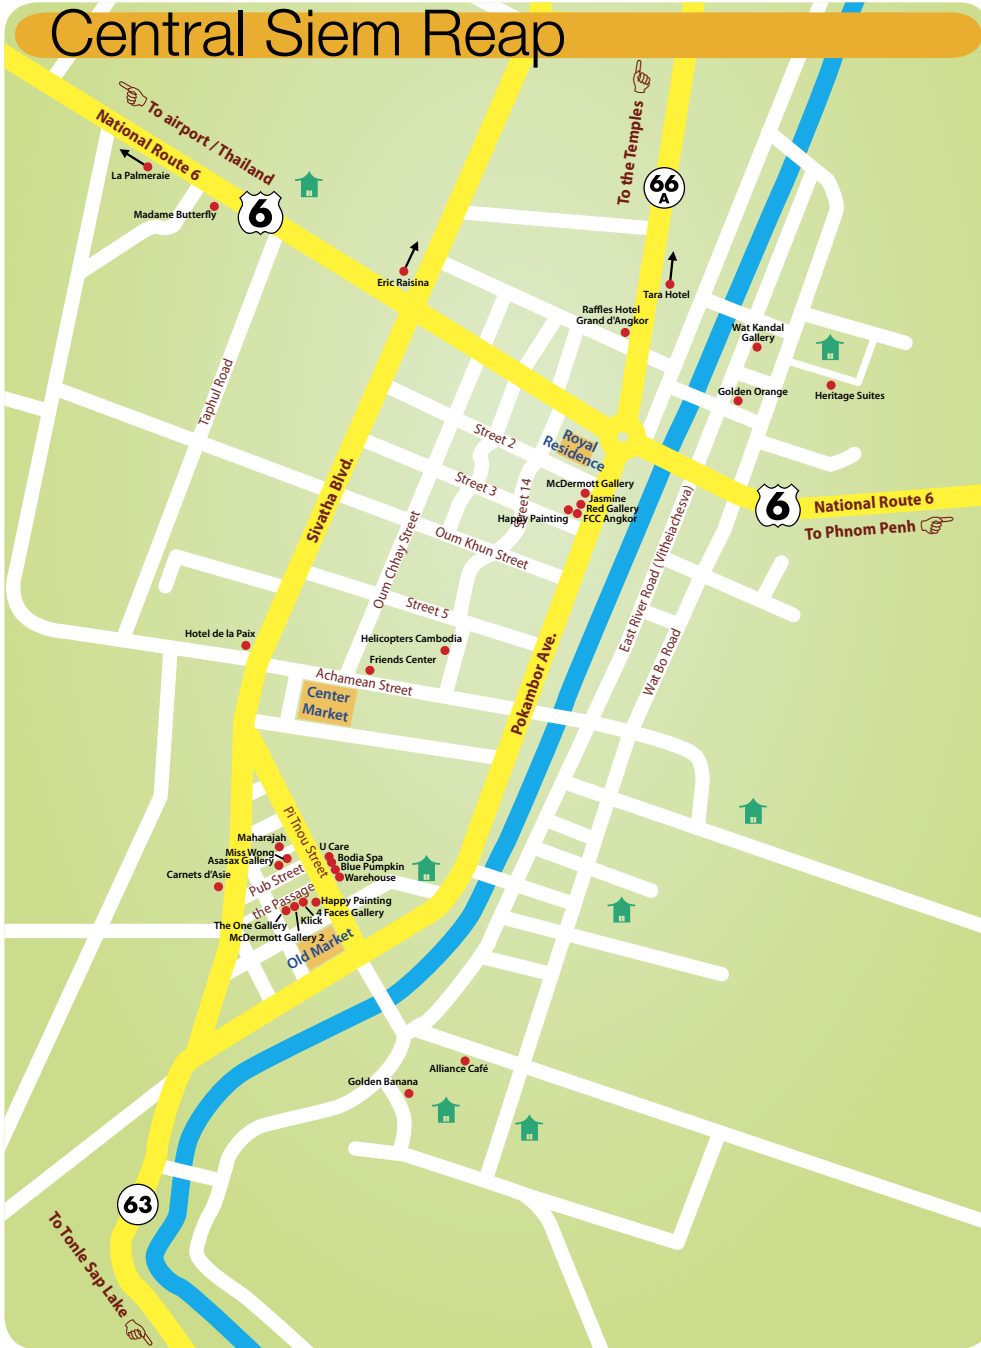 Central Siem Reap
To airport / Thailand
National Route 6
La Palmeraie
Madame Butterfly
6
To the Temples
66
A
Eric Raisina
Tara Hotel
Raffles Hotel
Grand d'Angkor
Wat Kandal
Gallery
Golden Orange
Heritage Suites
Taphul Road
Sivatha Blvd.
Street 2
Royal
Residence
Street 3
Street 14
McDermott Gallery
Jasmine
Red Gallery
Happy Painting
FCC Angkor
6
National Route 6
To Phnom Penh
Oum Khun Street
Oum Chhay Street
East River Road (Vithelachesva)
Street 5
Wat Bo Road
Hotel de la Paix
Helicopters Cambodia
Friends Center
Achamean Street
Center
Market
Pokambor Ave.
Pi Tnou Street
Maharajah
Miss Wong
Asasax Gallery
Carnets d'Asie
U Care
Bodia Spa
Blue Pumpkin
Warehouse
Pub Street
the Passage
Happy Painting
4 Faces Gallery
Klick
The One Gallery
McDermott Gallery 2
Old Market
Alliance Café
Golden Banana
63
To Tonle Sap Lake